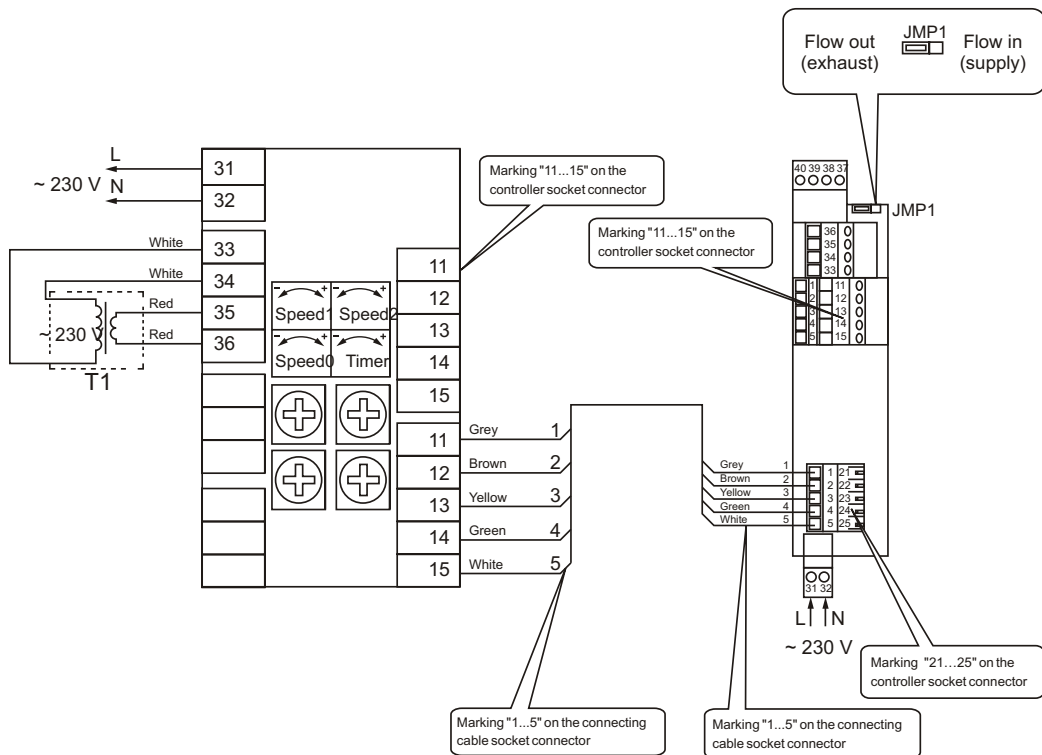 JMP1
Flow out
(exhaust)
Flow in
(supply)
L
~ 230 V
N
31
32
White
33
White
34
Red
35
Red
36
~ 230 V
T1
- +
Speed1
- +
Speed2
- +
Speed0
- +
Timer
11
12
13
14
15
11
12
13
14
15
Grey 1
Brown 2
Yellow 3
Green 4
White 5
Marking "11...15" on the
controller socket connector
Marking "11...15" on the
controller socket connector
40 39 38 37
JMP1
36
35
34
33
1 11
2 12
3 13
4 14
5 15
Grey 1
Brown 2
Yellow 3
Green 4
White 5
1 21
2 22
3 23
4 24
5 25
31 32
L N
~ 230 V
Marking "21...25" on the
controller socket connector
Marking "1...5" on the connecting
cable socket connector
Marking "1...5" on the connecting
cable socket connector